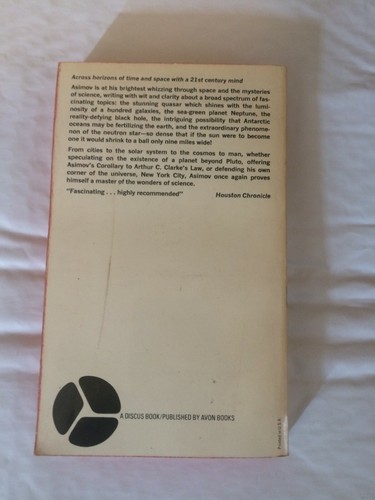 Across horizons of time and space with a 21st century mind
Asimov is at his brightest whizzing through space and the mysteries
of science, writing with wit and clarity about a broad spectrum of fas-
cinating topics: the stunning quasar which shines with the lumi-
nosity of a hundred galaxies, the sea-green planet Neptune, the
reality-defying black hole, the intriguing possibility that Antarctic
oceans may be fertilizing the earth, and the extraordinary phenome-
non of the neutron star—so dense that if the sun were to become
one it would shrink to a ball only nine miles wide!
From cities to the solar system to the cosmos to man, whether
speculating on the existence of a planet beyond Pluto, offering
Asimov's Corollary to Arthur C. Clarke's Law, or defending his own
corner of the universe, New York City, Asimov once again proves
himself a master of the wonders of science.
"Fascinating . . . highly recommended" Houston Chronicle
A DISCUS BOOK/PUBLISHED BY AVON BOOKS
Printed in U.S.A.